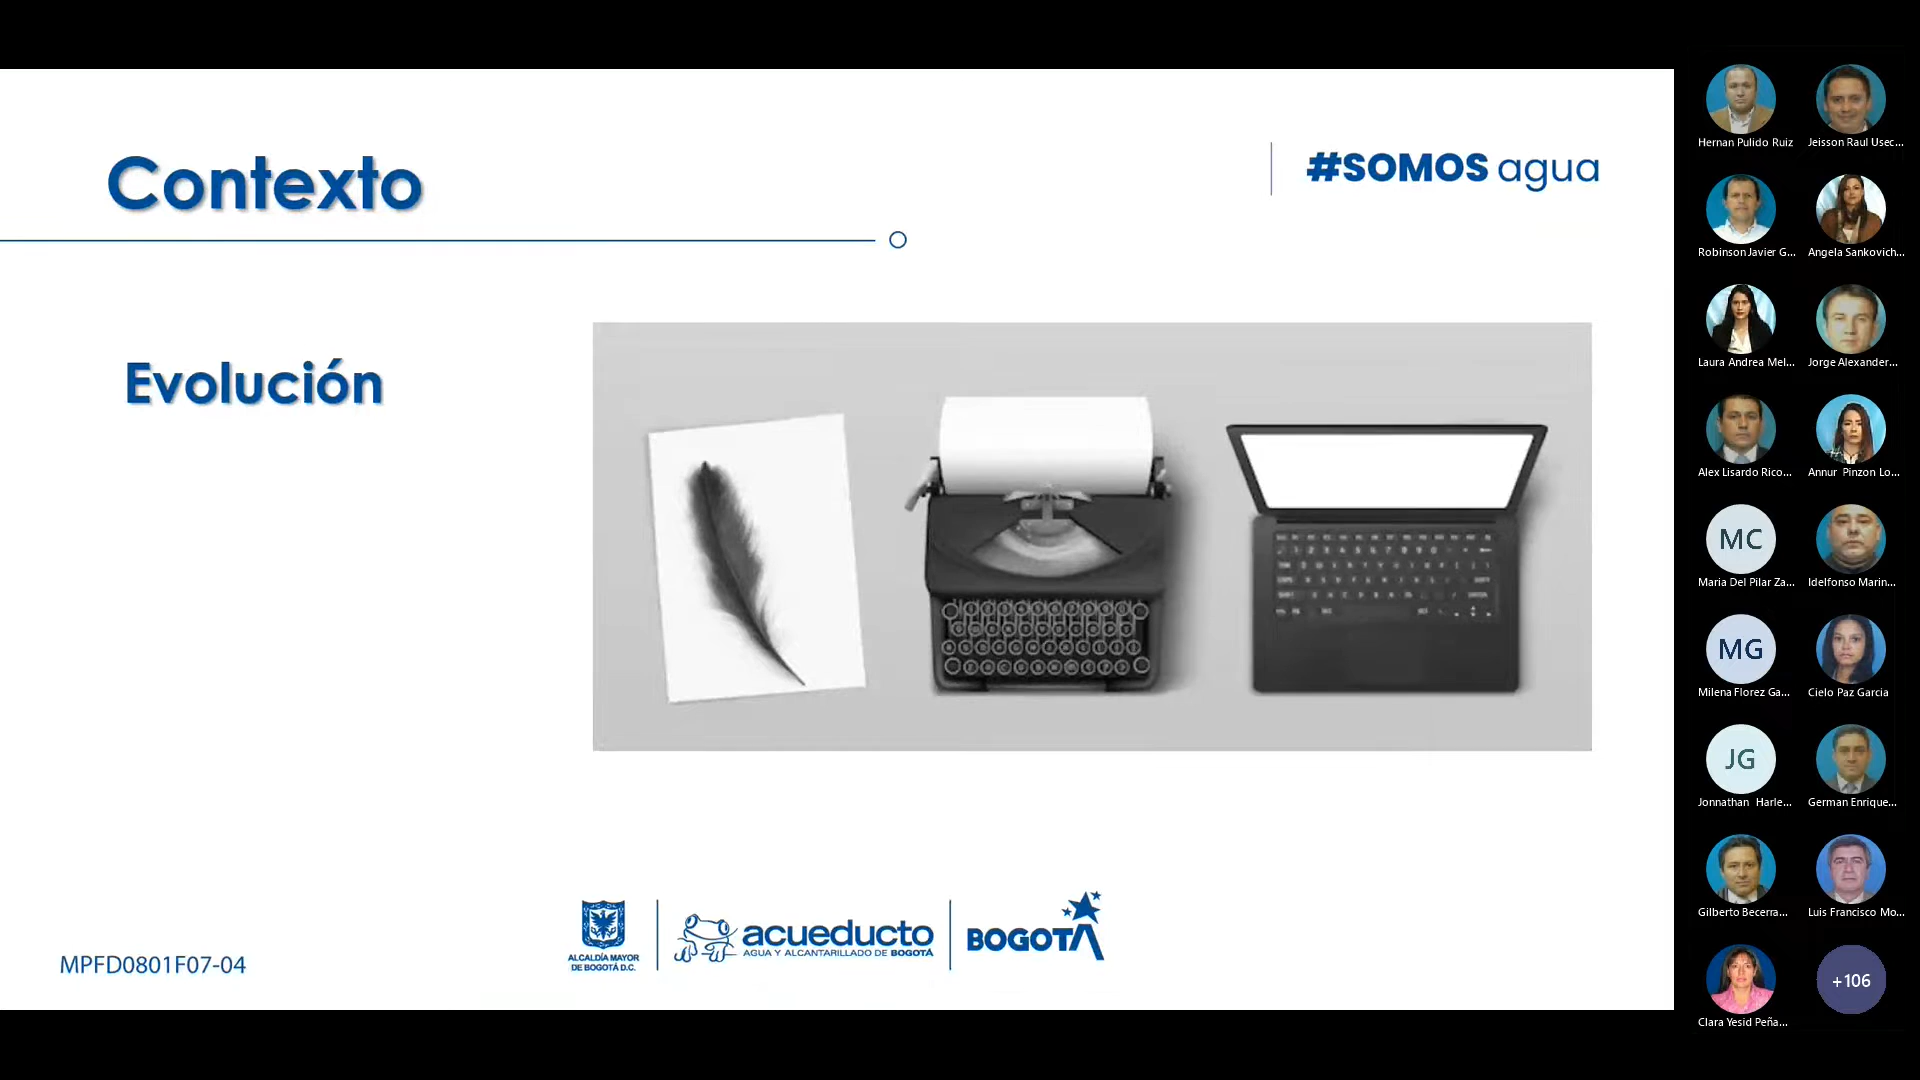 Contexto
#SOMOS agua
Evolución
ALCALDÍA MAYOR
DE BOGOTÁ D.C.
acueducto
AGUA Y ALCANTARILLADO DE BOGOTÁ
BOGOTÁ
MPFD0801F07-04
Hernan Pulido Ruiz
Jeisson Raul Usec...
Robinson Javier G...
Angela Sankovich...
Laura Andrea Mel...
Jorge Alexander...
Alex Lisardo Rico...
Annur Pinzon Lo...
MC
Maria Del Pilar Za...
Idelfonso Marin...
MG
Milena Florez Ga...
Cielo Paz Garcia
JG
Jonnathan Harle...
German Enrique...
Gilberto Becerra...
Luis Francisco Mo...
Clara Yesid Peña...
+106